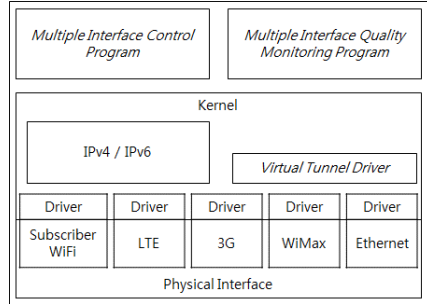 Multiple Interface Control
Program
Multiple Interface Quality
Monitoring Program
Kernel
IPv4 / IPv6
Virtual Tunnel Driver
Driver
Driver
Driver
Driver
Driver
Subscriber
WiFi
LTE
3G
WiMax
Ethernet
Physical Interface